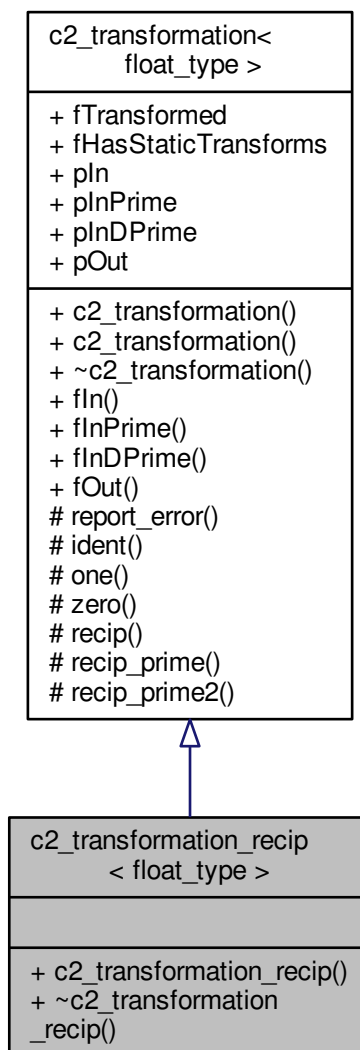 c2_transformation<
float_type >
+ fTransformed
+ fHasStaticTransforms
+ pIn
+ pInPrime
+ pInDPrime
+ pOut
+ c2_transformation()
+ c2_transformation()
+ ~c2_transformation()
+ fIn()
+ fInPrime()
+ fInDPrime()
+ fOut()
# report_error()
# ident()
# one()
# zero()
# recip()
# recip_prime()
# recip_prime2()
c2_transformation_recip
< float_type >
+ c2_transformation_recip()
+ ~c2_transformation
_recip()